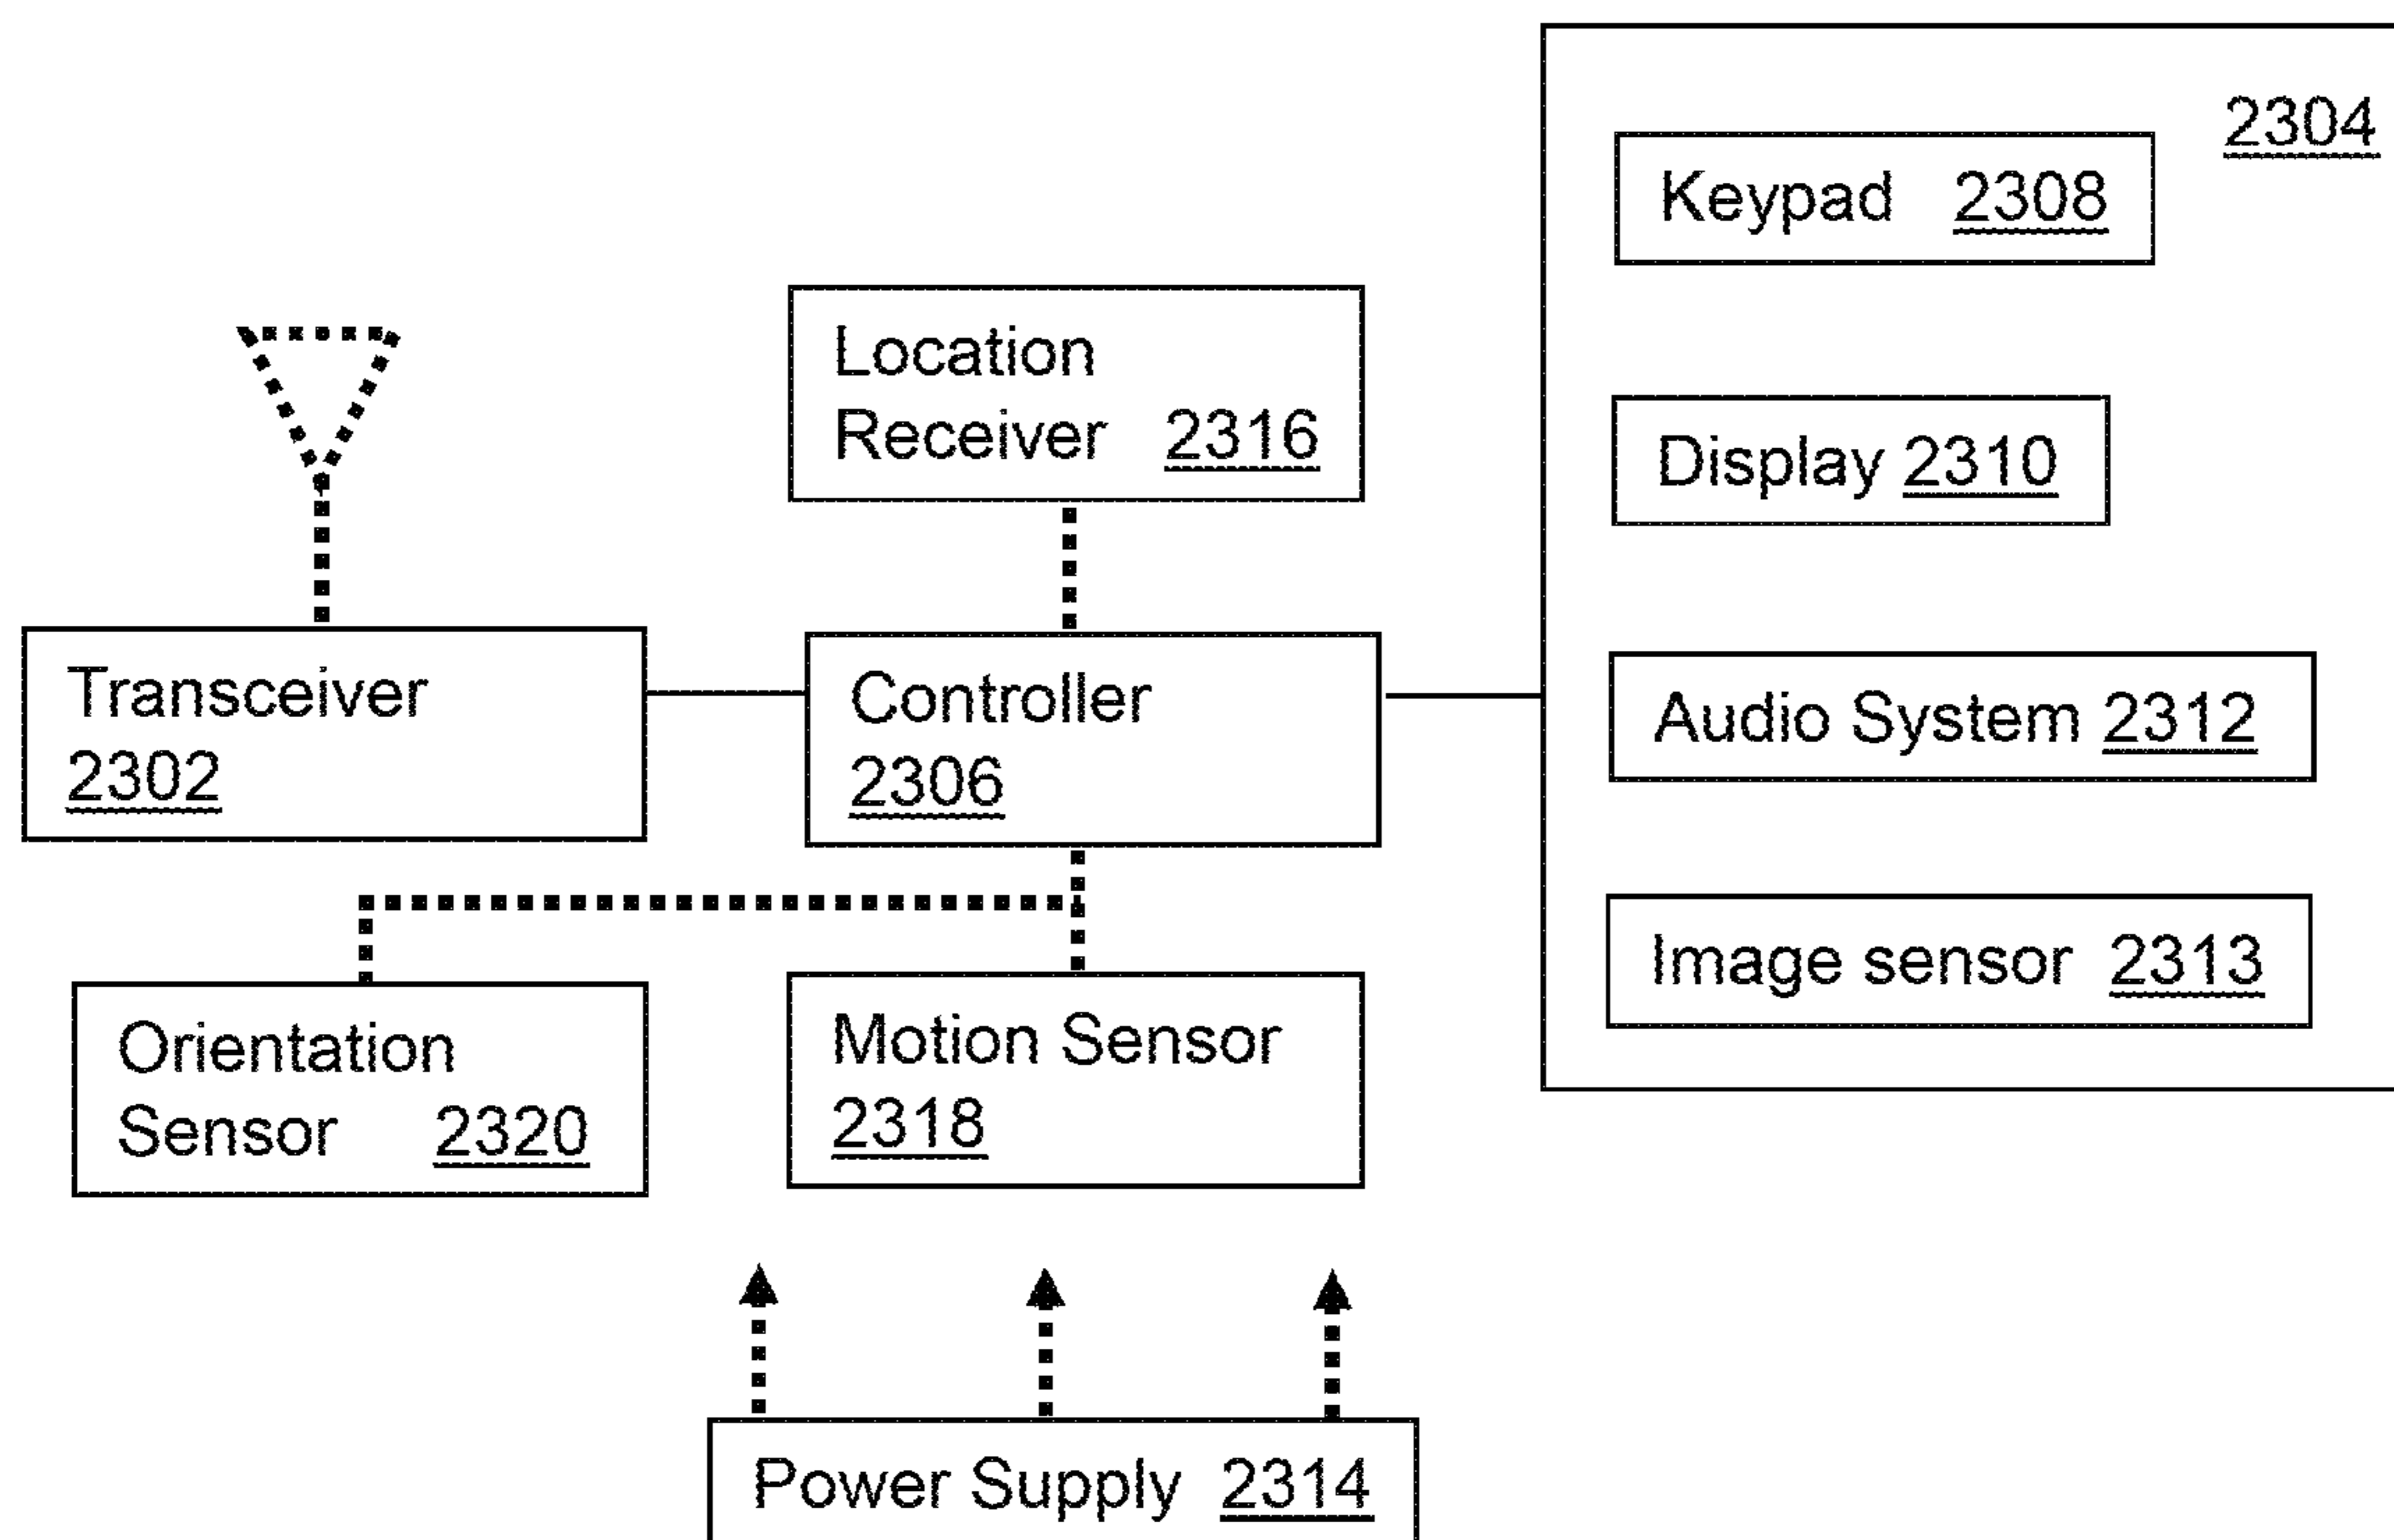 2304
Keypad 2308
Location
Receiver 2316
Display 2310
Transceiver
2302
Controller
2306
Audio System 2312
Image sensor 2313
Orientation
Sensor 2320
Motion Sensor
2318
Power Supply 2314